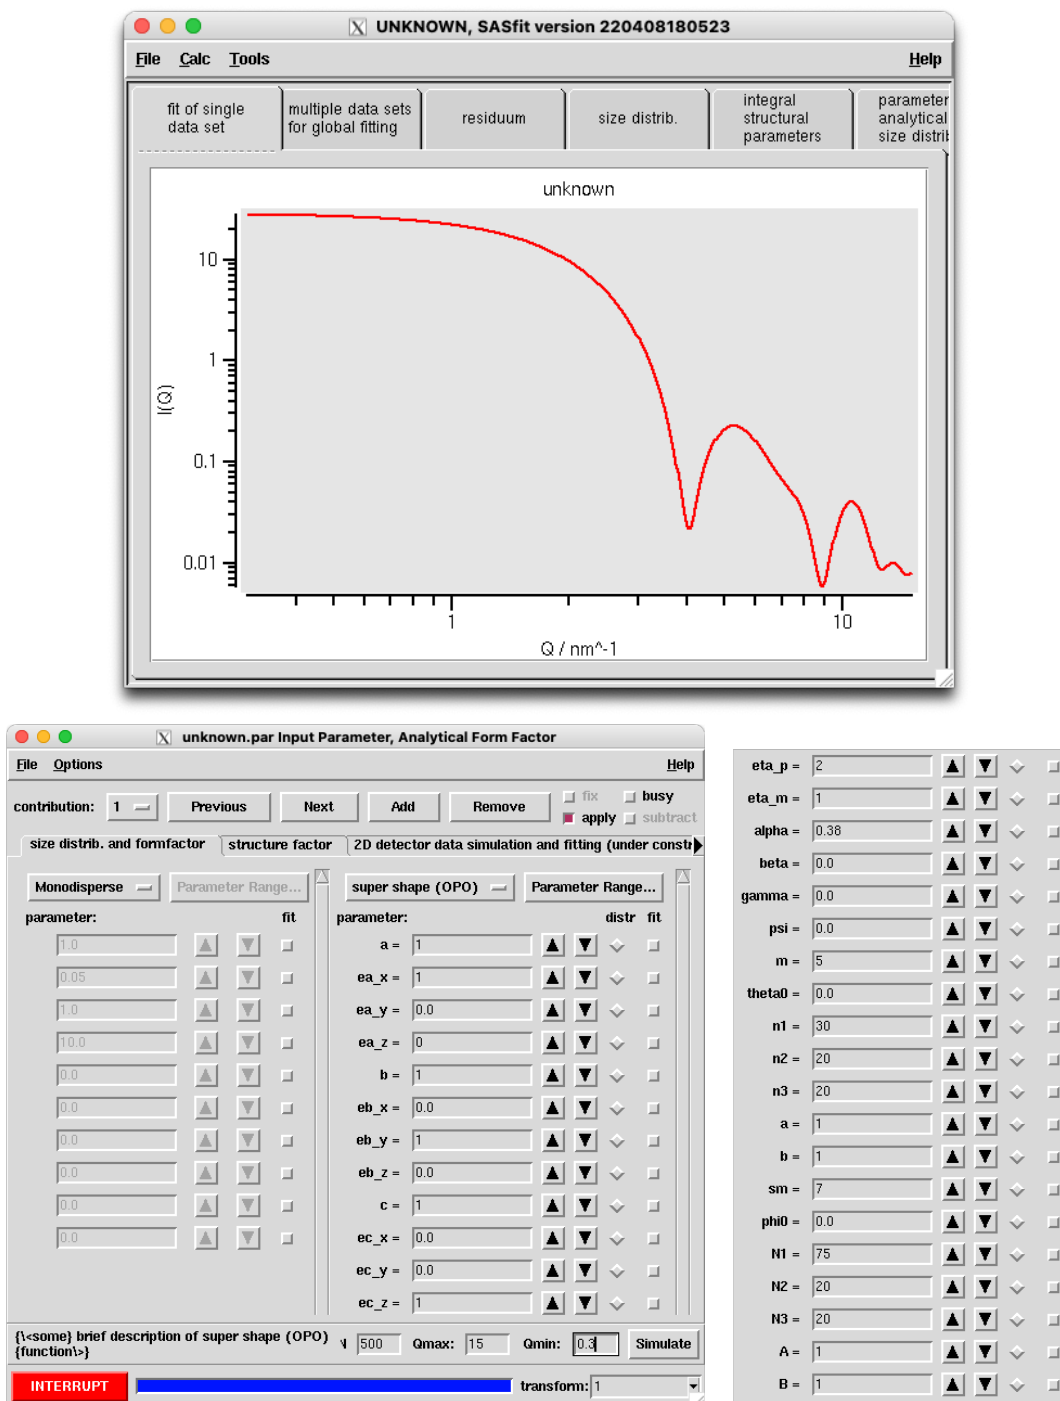 UNKNOWN, SASfit version 220408180523
File Calc Tools Help
fit of single
data set
multiple data sets
for global fitting
residuum
size distrib.
integral
structural
parameters
parameter
analytical
size distrib
unknown
10
1
0.1
0.01
I(Q)
1 10
Q / nm^-1
unknown.par Input Parameter, Analytical Form Factor
File Options Help
contribution: 1 Previous Next Add Remove fix busy
apply subtract
size distrib. and formfactor structure factor 2D detector data simulation and fitting (under constr
Monodisperse Parameter Range...
parameter: fit
1.0
0.05
1.0
10.0
0.0
0.0
0.0
0.0
0.0
0.0
super shape (OPO) Parameter Range...
parameter: distr fit
a = 1
ea_x = 1
ea_y = 0.0
ea_z = 0
b = 1
eb_x = 0.0
eb_y = 1
eb_z = 0.0
c = 1
ec_x = 0.0
ec_y = 0.0
ec_z = 1
{\<some} brief description of super shape (OPO)
{function\>}
500 Qmax: 15 Qmin: 0.3 Simulate
INTERRUPT transform: 1
eta_p = 2
eta_m = 1
alpha = 0.38
beta = 0.0
gamma = 0.0
psi = 0.0
m = 5
theta0 = 0.0
n1 = 30
n2 = 20
n3 = 20
a = 1
b = 1
sm = 7
phi0 = 0.0
N1 = 75
N2 = 20
N3 = 20
A = 1
B = 1